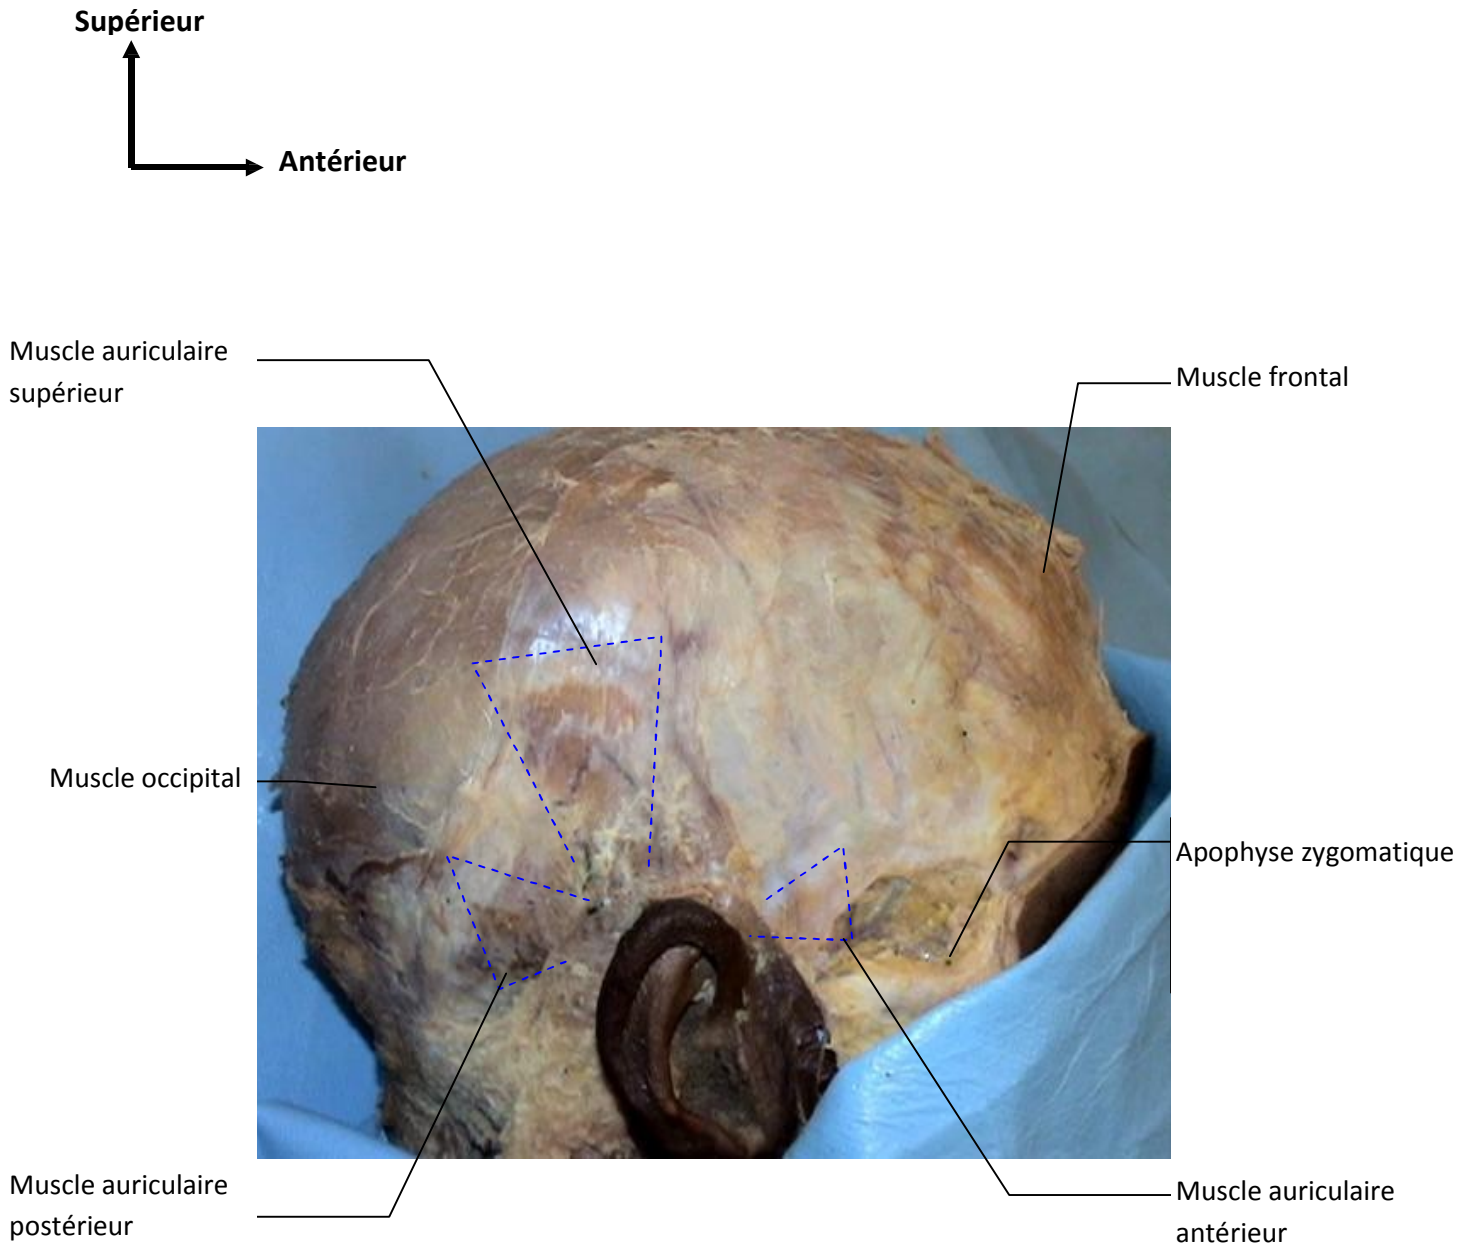 Supérieur
Antérieur
Muscle auriculaire
supérieur
Muscle frontal
Muscle occipital
Apophyse zygomatique
Muscle auriculaire
postérieur
Muscle auriculaire
antérieur